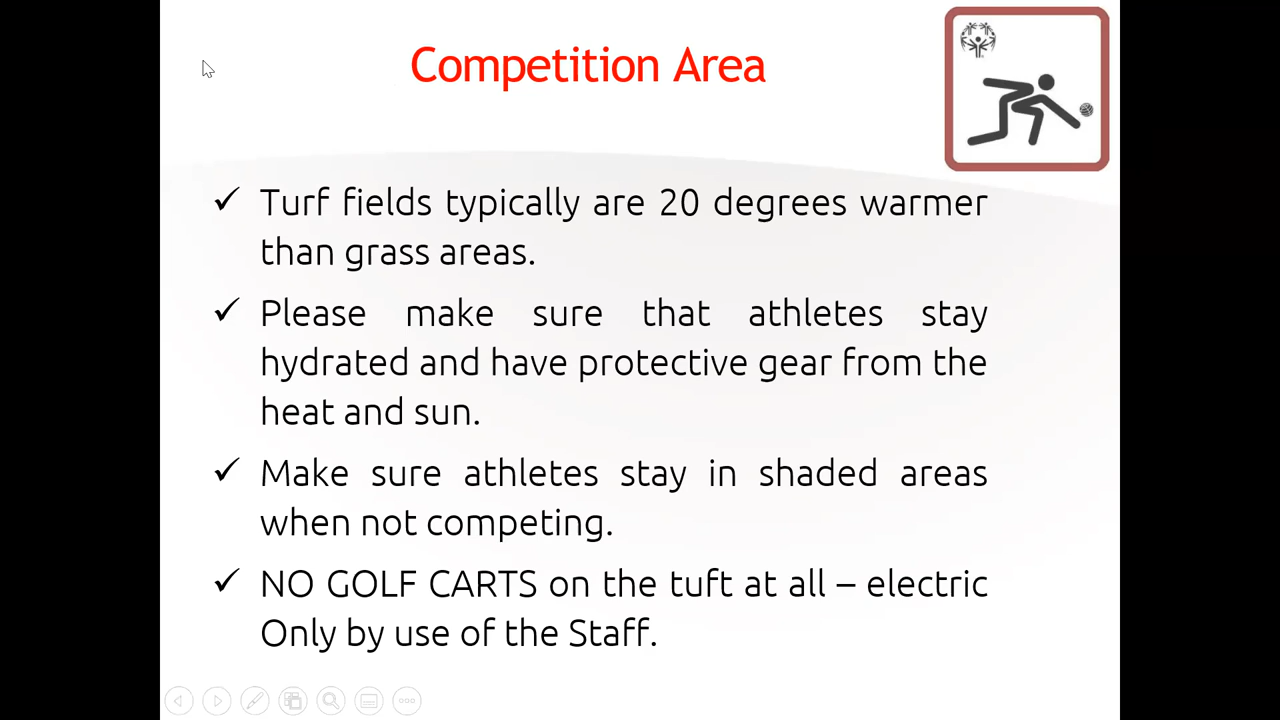 Competition Area
✓ Turf fields typically are 20 degrees warmer
than grass areas.
✓ Please make sure that athletes stay
hydrated and have protective gear from the
heat and sun.
✓ Make sure athletes stay in shaded areas
when not competing.
✓ NO GOLF CARTS on the tuft at all – electric
Only by use of the Staff.